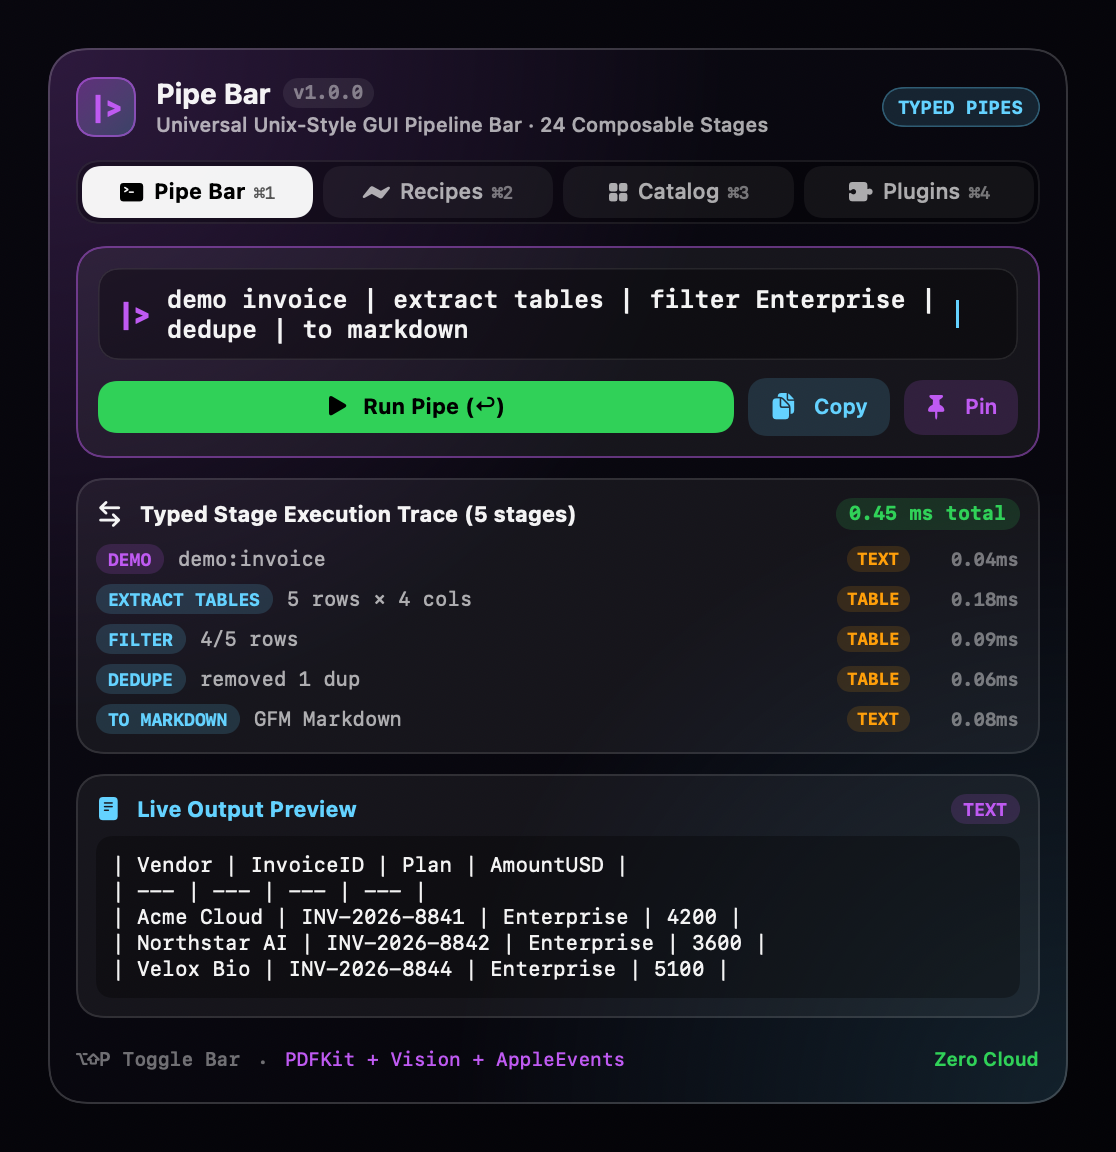 |> Pipe Bar v1.0.0
Universal Unix-Style GUI Pipeline Bar · 24 Composable Stages
TYPED PIPES
Pipe Bar ⌘1
Recipes ⌘2
Catalog ⌘3
Plugins ⌘4
|> demo invoice | extract tables | filter Enterprise |
dedupe | to markdown
Run Pipe (↩)
Copy
Pin
Typed Stage Execution Trace (5 stages) 0.45 ms total
DEMO demo:invoice TEXT 0.04ms
EXTRACT TABLES 5 rows × 4 cols TABLE 0.18ms
FILTER 4/5 rows TABLE 0.09ms
DEDUPE removed 1 dup TABLE 0.06ms
TO MARKDOWN GFM Markdown TEXT 0.08ms
Live Output Preview TEXT
| Vendor | InvoiceID | Plan | AmountUSD |
| --- | --- | --- | --- |
| Acme Cloud | INV-2026-8841 | Enterprise | 4200 |
| Northstar AI | INV-2026-8842 | Enterprise | 3600 |
| Velox Bio | INV-2026-8844 | Enterprise | 5100 |
⌥⇧P Toggle Bar · PDFKit + Vision + AppleEvents Zero Cloud